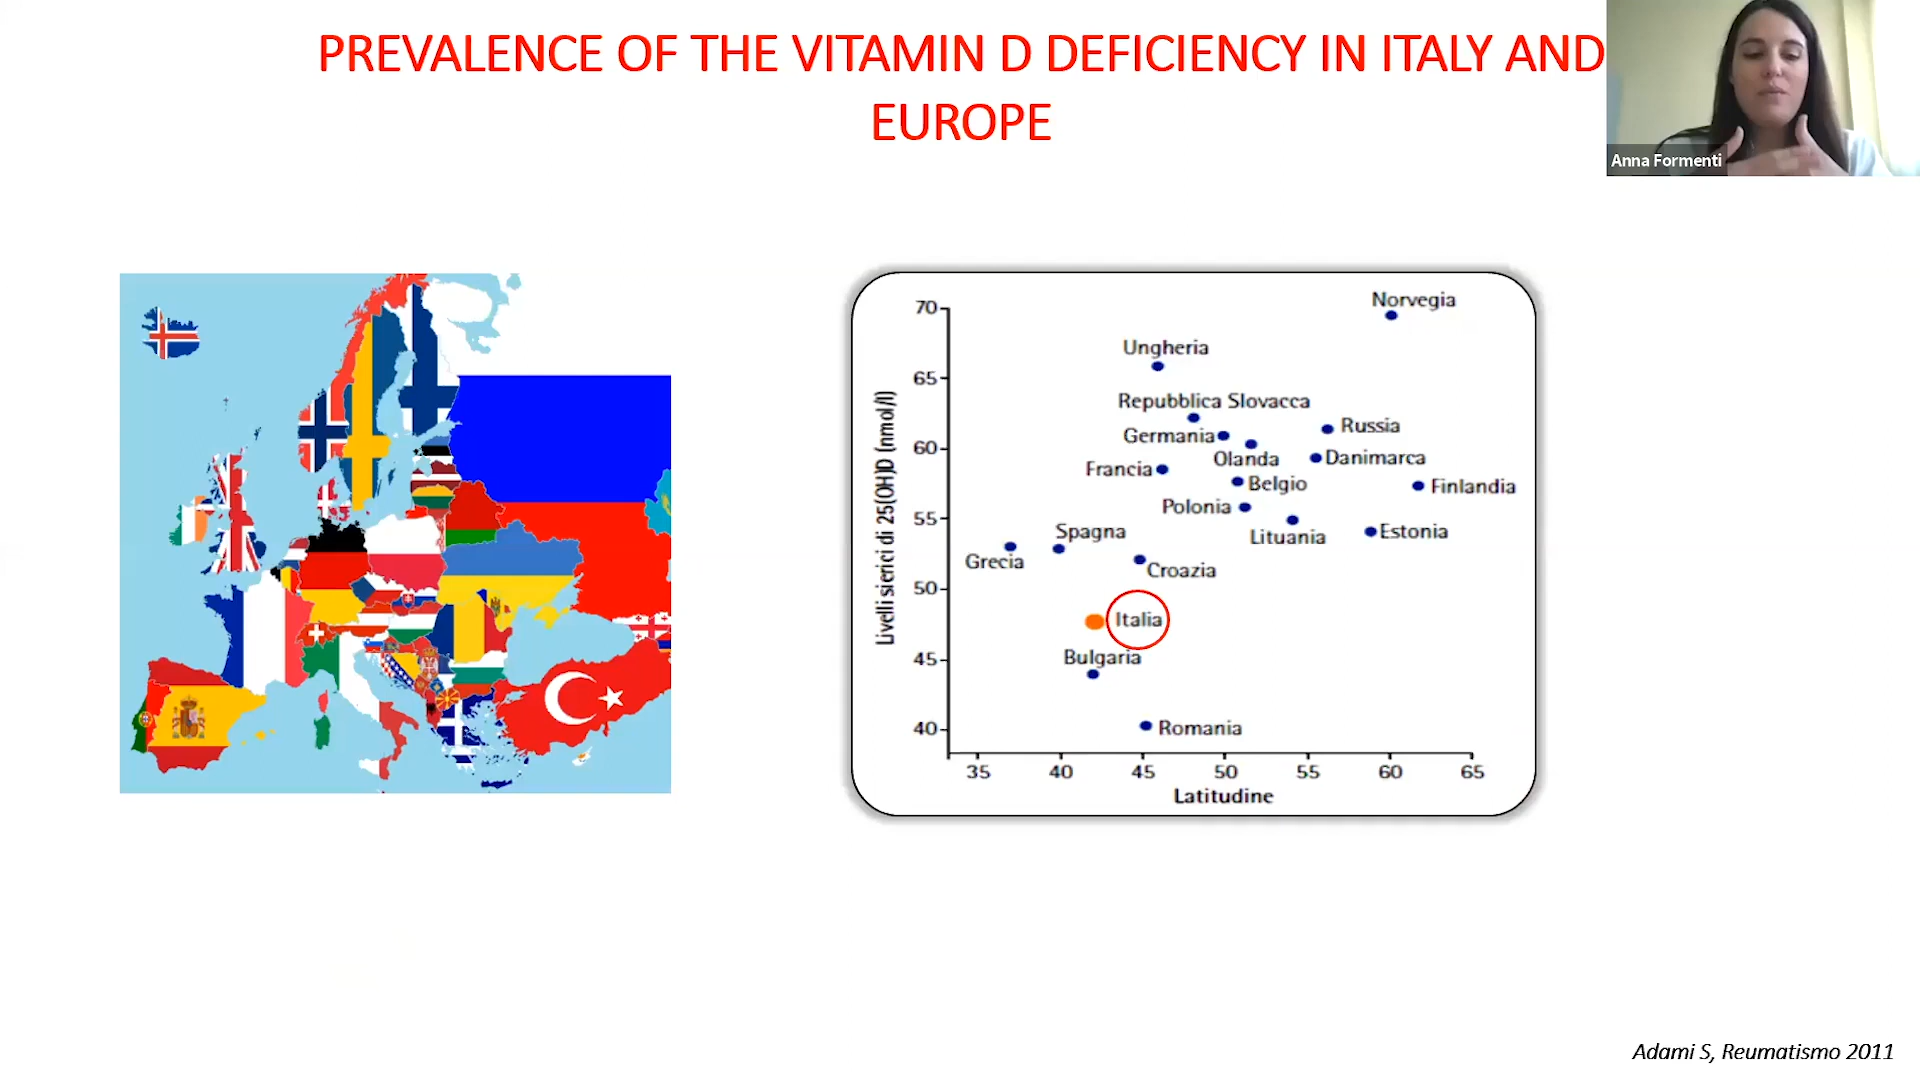 PREVALENCE OF THE VITAMIN D DEFICIENCY IN ITALY AND
EUROPE
Anna Formenti
Livelli sierici di 25(OH)D (nmol/l)
70
65
60
55
50
45
40
Norvegia
Ungheria
Repubblica Slovacca
Russia
Germania
Olanda
Danimarca
Francia
Belgio
Finlandia
Polonia
Lituania
Estonia
Spagna
Grecia
Croazia
Italia
Bulgaria
Romania
35 40 45 50 55 60 65
Latitudine
Adami S, Reumatismo 2011